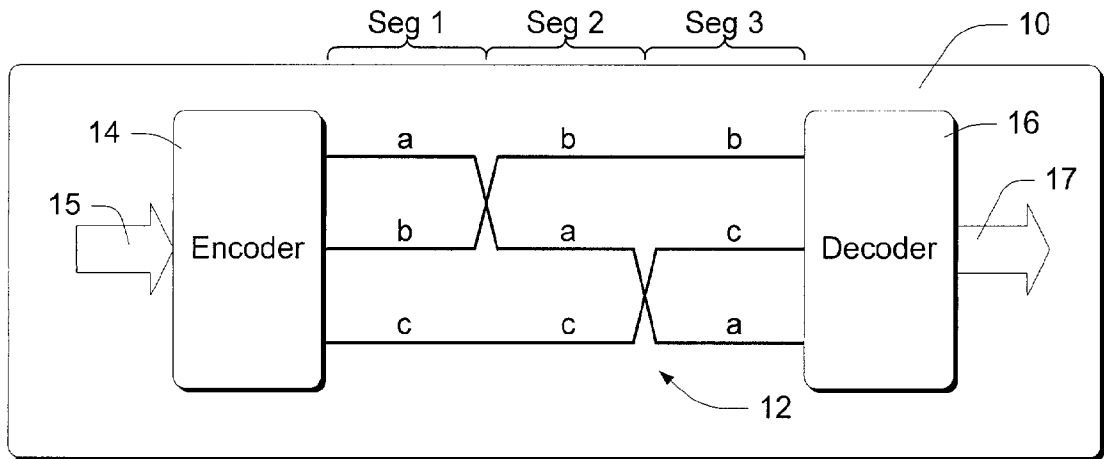 Seg 1 Seg 2 Seg 3
10
14
16
a b b
17
15
Encoder
b a c
Decoder
c c a
12